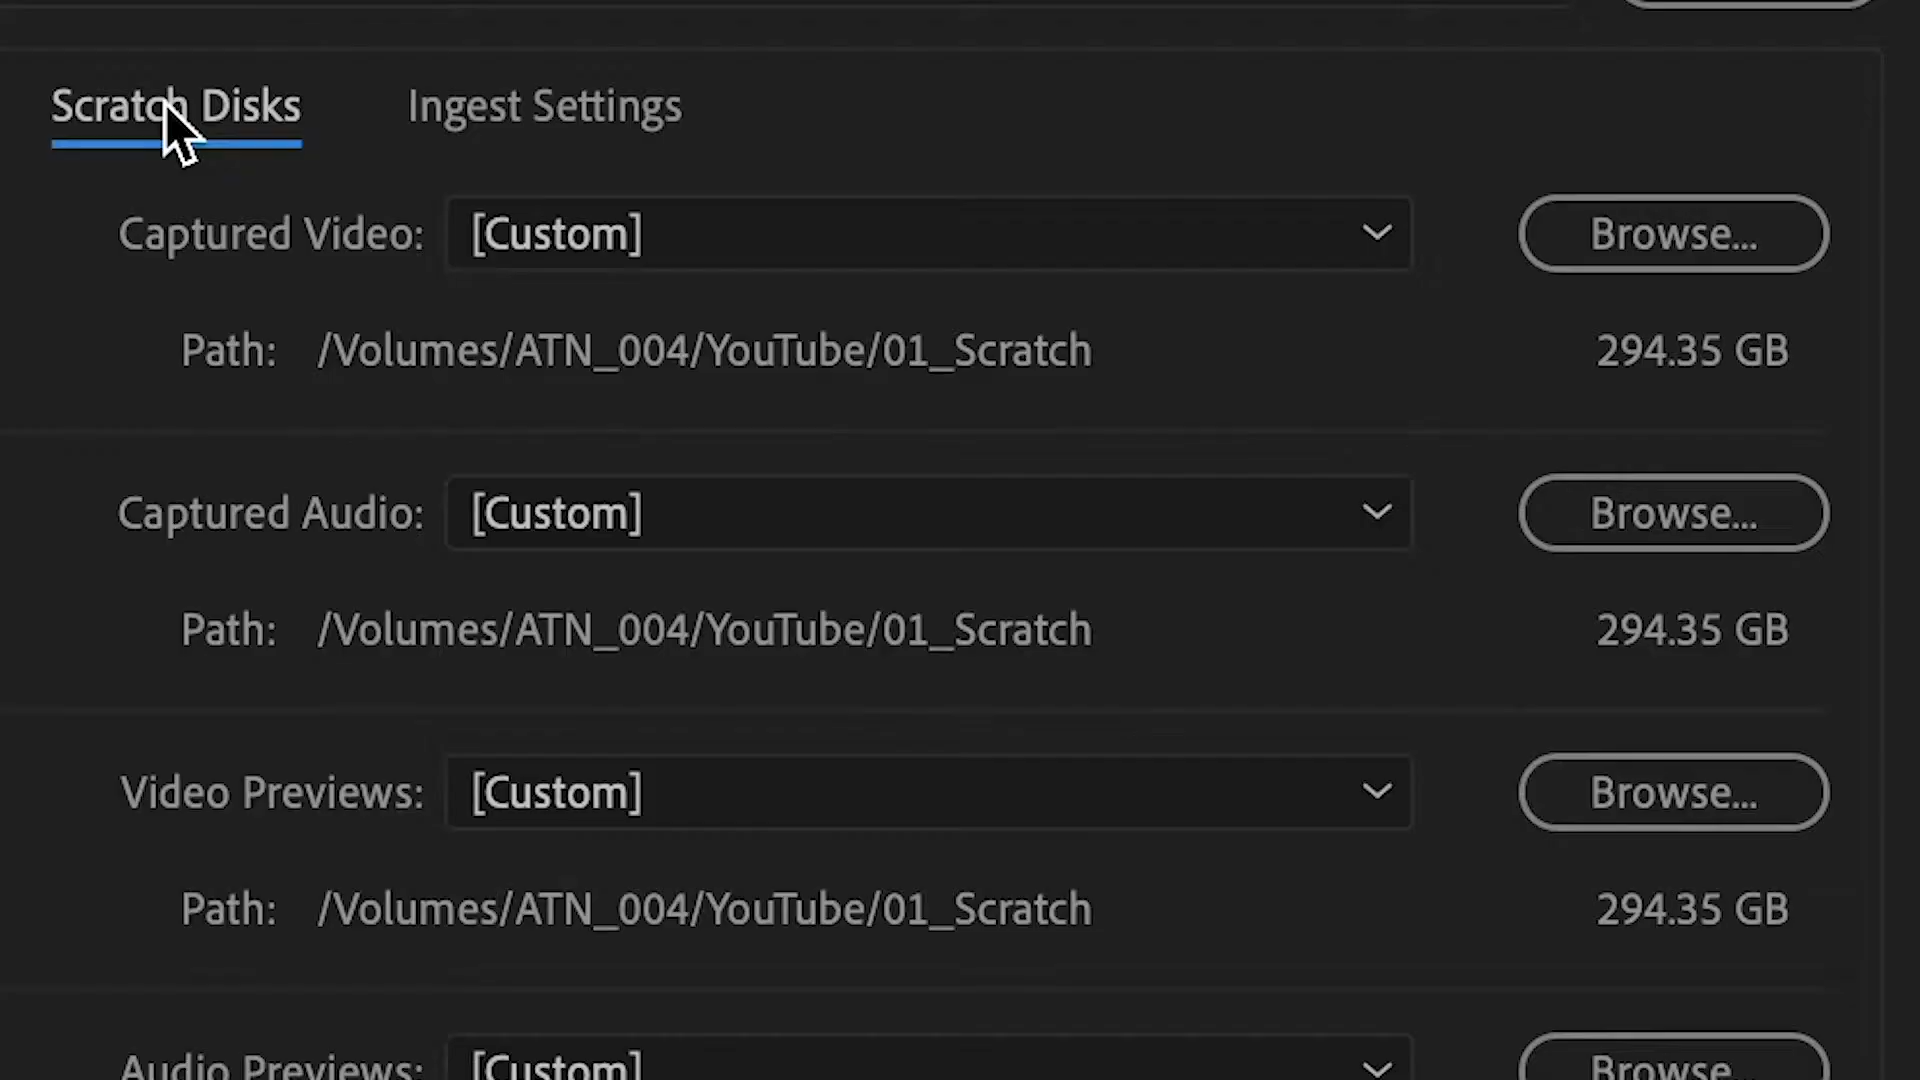 Scratch Disks Ingest Settings
Captured Video: [Custom] Browse...
Path: /Volumes/ATN_004/YouTube/01_Scratch 294.35 GB
Captured Audio: [Custom] Browse...
Path: /Volumes/ATN_004/YouTube/01_Scratch 294.35 GB
Video Previews: [Custom] Browse...
Path: /Volumes/ATN_004/YouTube/01_Scratch 294.35 GB
Audio Previews: [Custom] Browse...